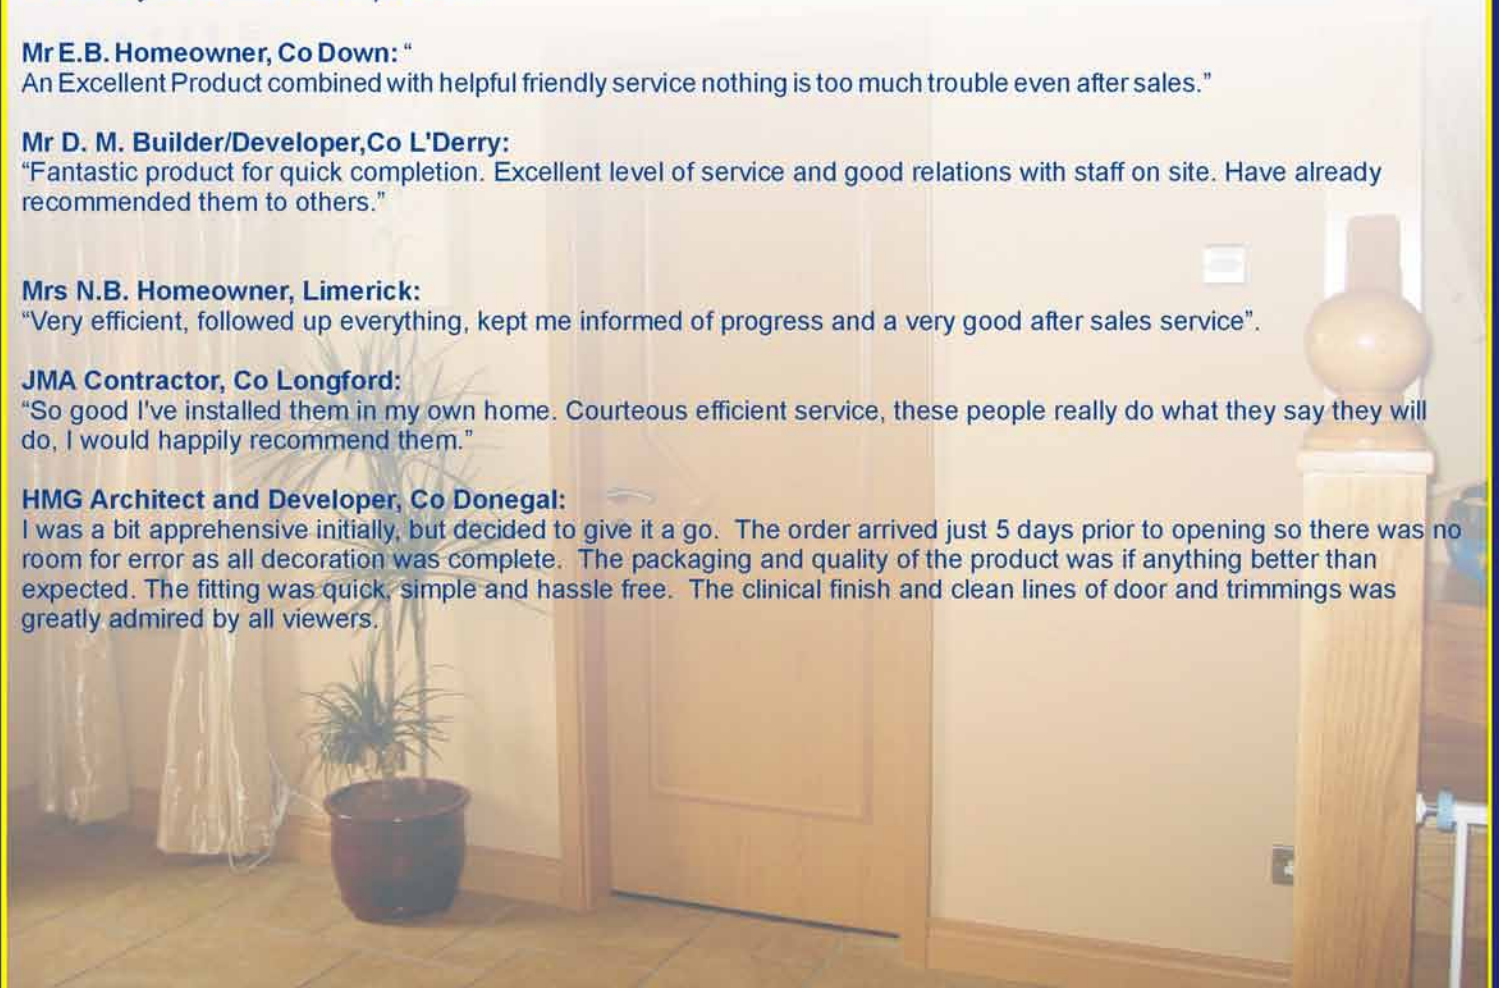 Mr E.B. Homeowner, Co Down: “
An Excellent Product combined with helpful friendly service nothing is too much trouble even after sales.”
Mr D. M. Builder/Developer,Co L'Derry:
“Fantastic product for quick completion. Excellent level of service and good relations with staff on site. Have already
recommended them to others.”
Mrs N.B. Homeowner, Limerick:
“Very efficient, followed up everything, kept me informed of progress and a very good after sales service”.
JMA Contractor, Co Longford:
“So good I've installed them in my own home. Courteous efficient service, these people really do what they say they will
do, I would happily recommend them.”
HMG Architect and Developer, Co Donegal:
I was a bit apprehensive initially, but decided to give it a go.  The order arrived just 5 days prior to opening so there was no
room for error as all decoration was complete.  The packaging and quality of the product was if anything better than
expected. The fitting was quick, simple and hassle free.  The clinical finish and clean lines of door and trimmings was
greatly admired by all viewers.